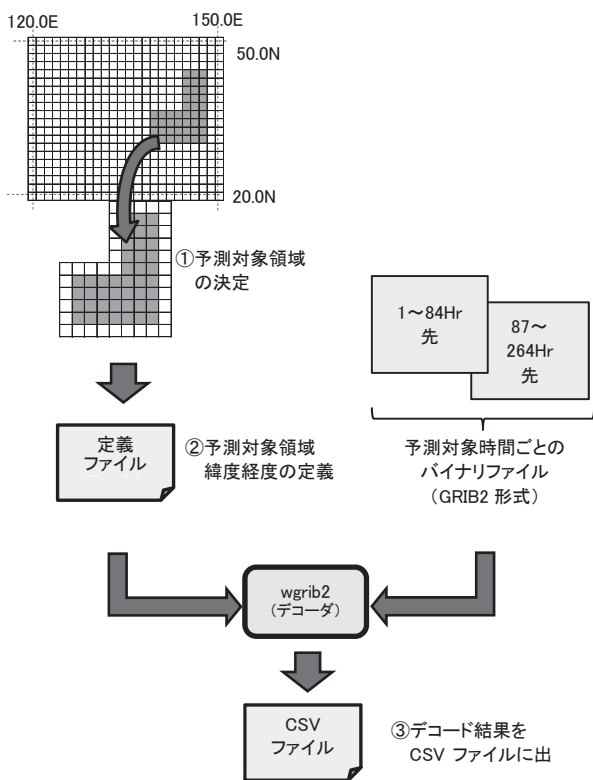 120.0E
150.0E
50.0N
20.0N
①予測対象領域
の決定
1～84Hr
先
87～
264Hr
先
定義
ファイル
②予測対象領域
緯度経度の定義
予測対象時間ごとの
バイナリファイル
（GRIB2 形式）
wgrib2
（デコーダ）
CSV
ファイル
③デコード結果を
CSV ファイルに出